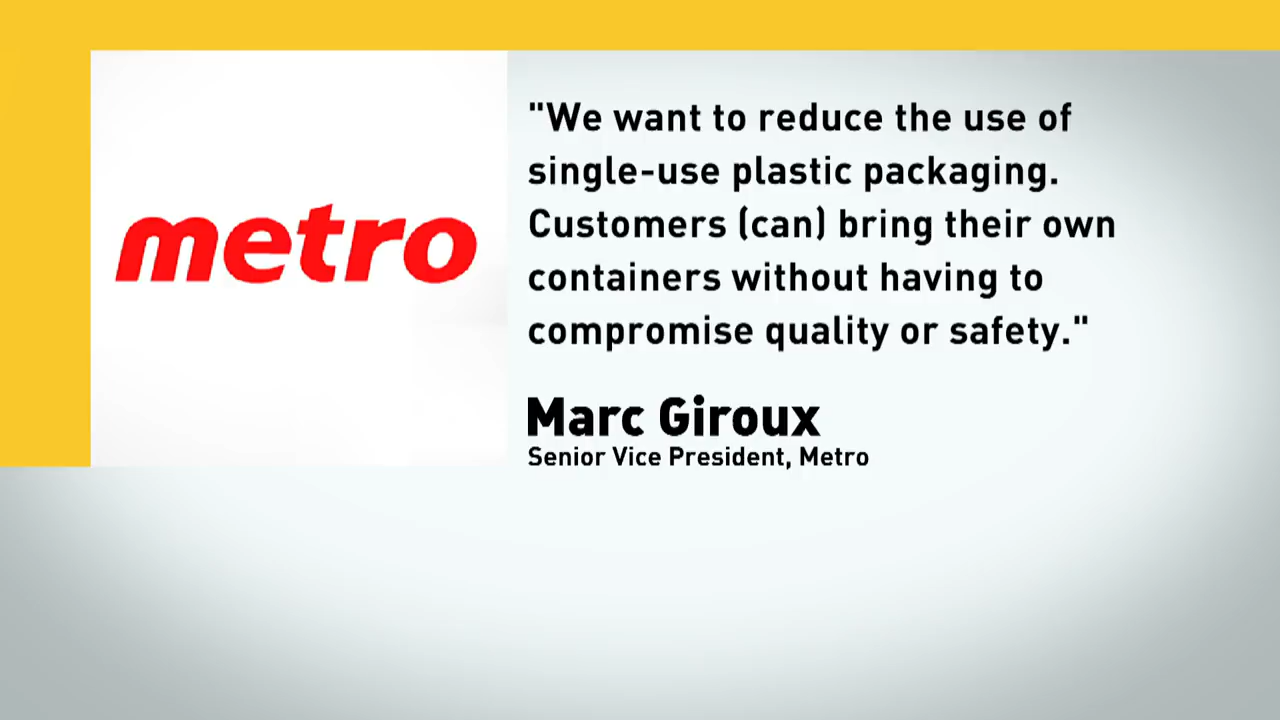 metro
"We want to reduce the use of
single-use plastic packaging.
Customers (can) bring their own
containers without having to
compromise quality or safety."
Marc Giroux
Senior Vice President, Metro